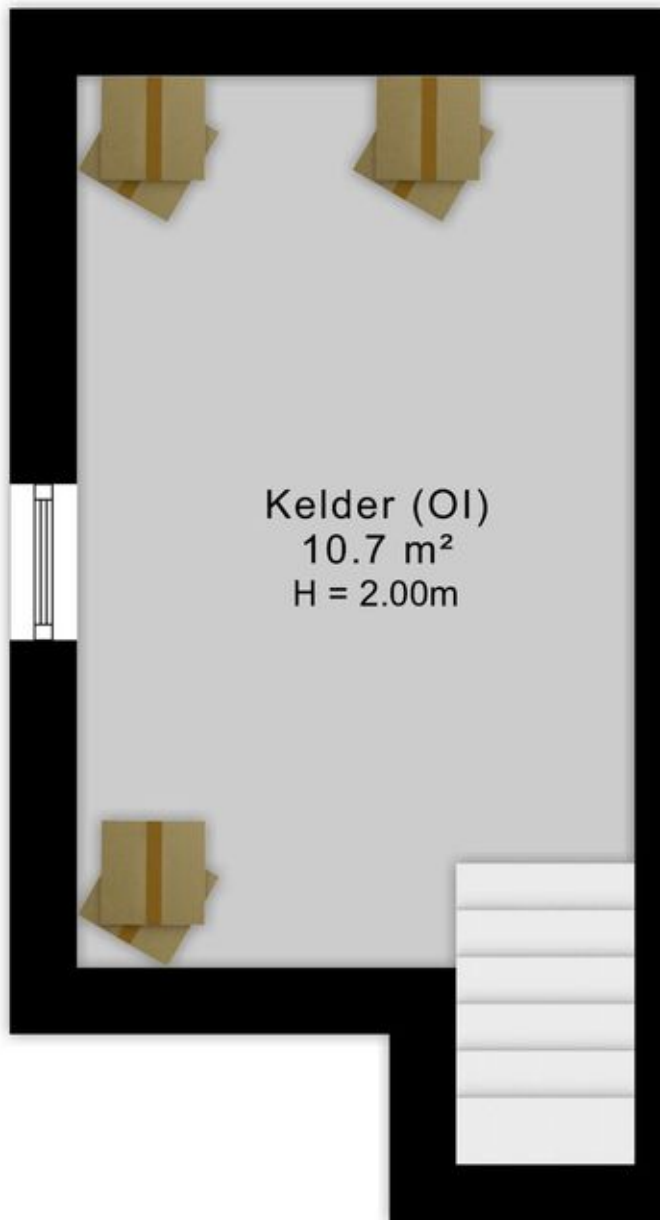 Kelder (OI)
10.7 m²
H = 2.00m